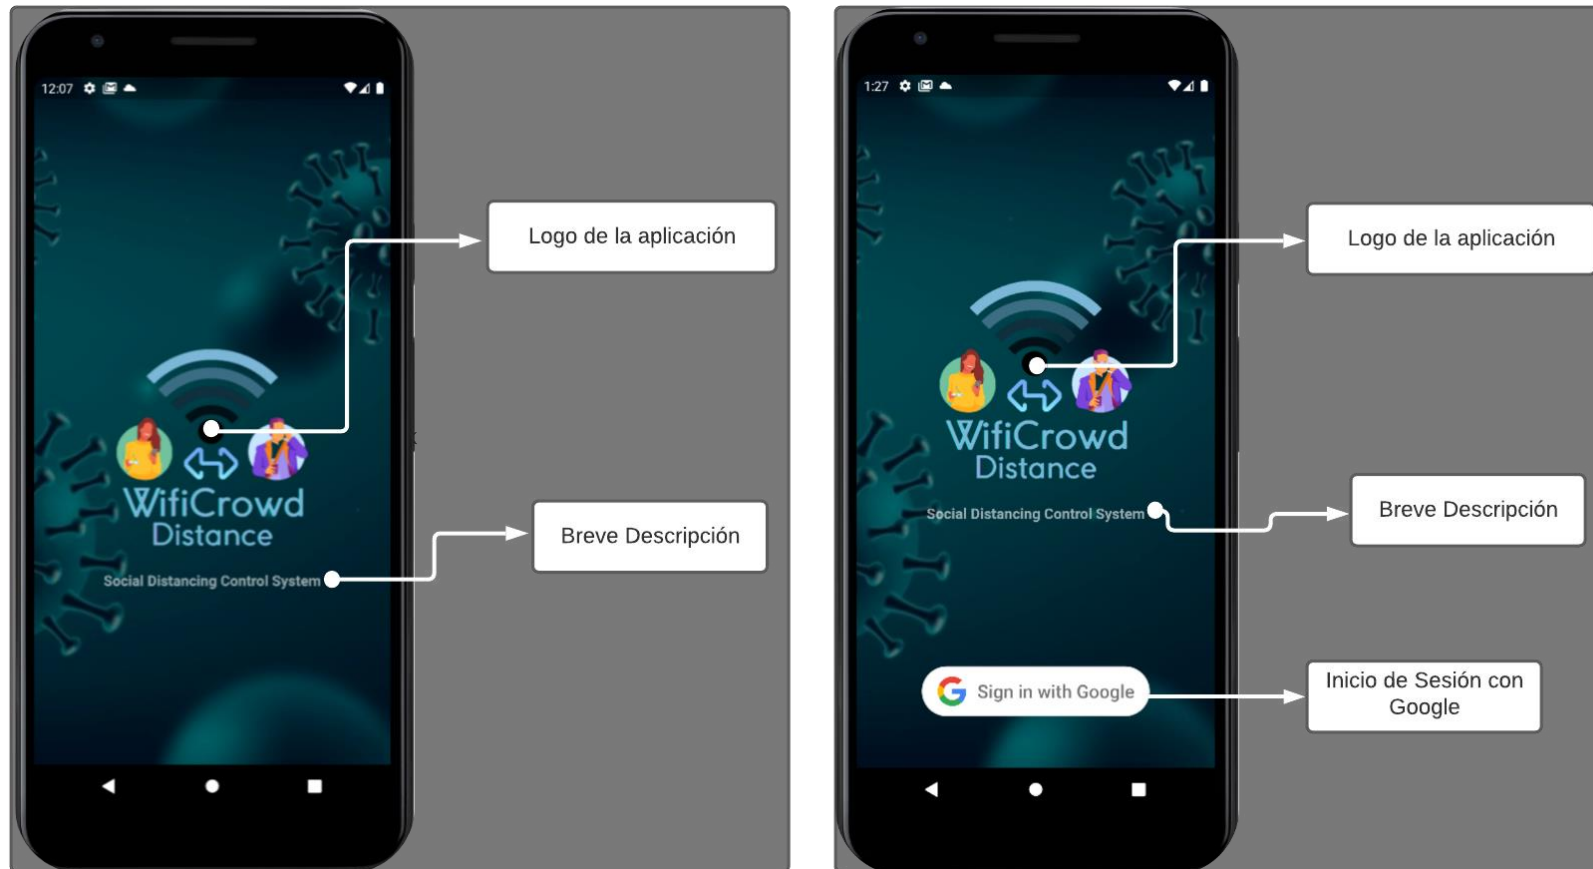 12:07
Logo de la aplicación
WifiCrowd
Distance
Breve Descripción
Social Distancing Control System
1:27
Logo de la aplicación
WifiCrowd
Distance
Social Distancing Control System
Breve Descripción
Sign in with Google
Inicio de Sesión con
Google